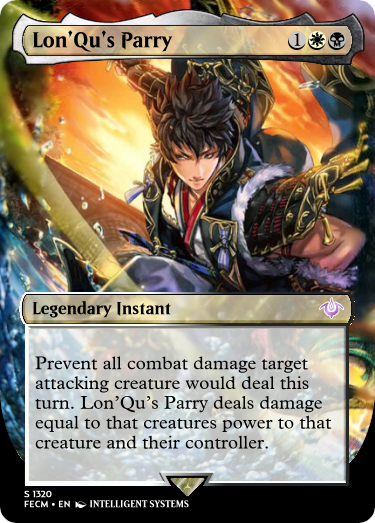 Lon'Qu's Parry 1
Legendary Instant
Prevent all combat damage target
attacking creature would deal this
turn. Lon'Qu's Parry deals damage
equal to that creatures power to that
creature and their controller.
S 1320
FECM • EN INTELLIGENT SYSTEMS